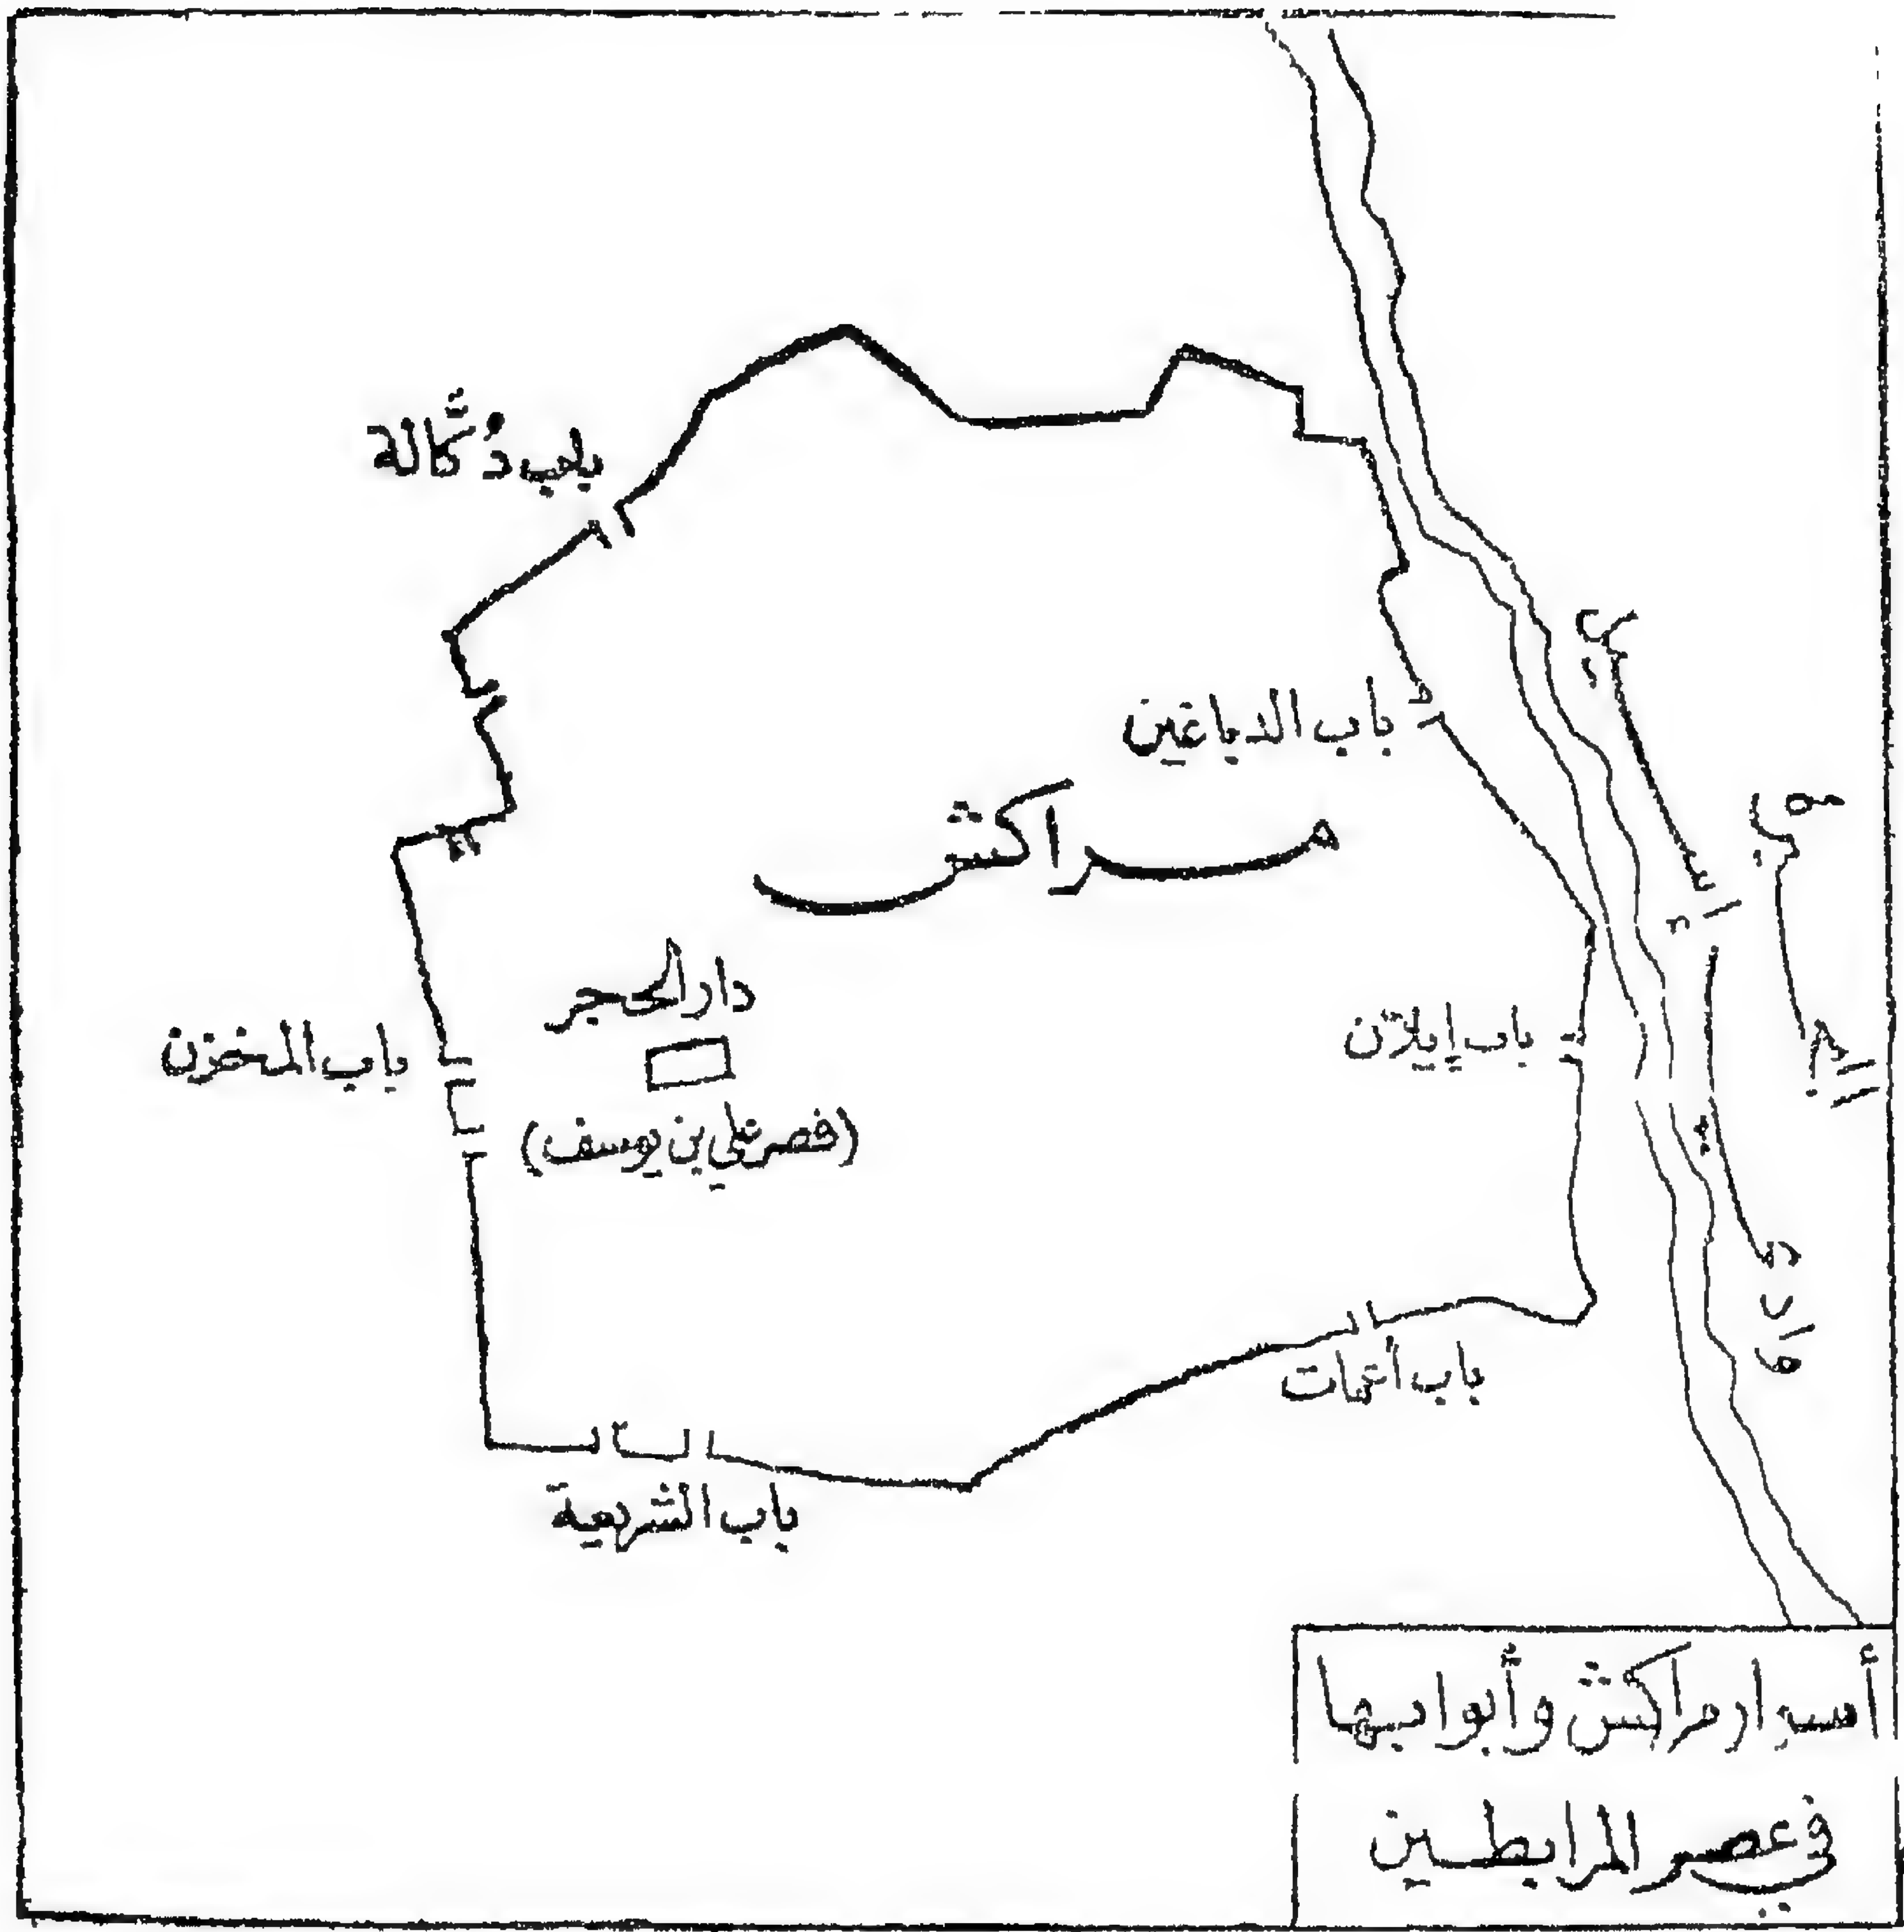 باب دُكَّالة
باب الدباغين
مراكش
دار الحجر
(قصر علي بن يوسف)
باب المخزن
باب إيلان
باب أغمات
باب الشريعة
أسوار مراكش وأبوابها
في عصر المرابطين